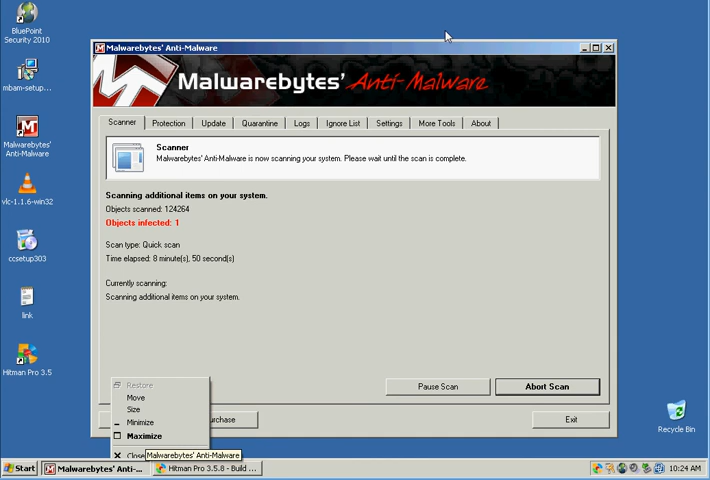 BluePoint
Security 2010
mbam-setup...
Malwarebytes'
Anti-Malware
vlc-1.1.6-win32
ccsetup303
link
Hitman Pro 3.5
Recycle Bin
Malwarebytes' Anti-Malware
Malwarebytes' Anti-Malware
Scanner
Protection
Update
Quarantine
Logs
Ignore List
Settings
More Tools
About
Scanner
Malwarebytes' Anti-Malware is now scanning your system. Please wait until the scan is complete.
Scanning additional items on your system.
Objects scanned: 124264
Objects infected: 1
Scan type: Quick scan
Time elapsed: 8 minute(s), 50 second(s)
Currently scanning:
Scanning additional items on your system.
Pause Scan
Abort Scan
Exit
Restore
Move
Size
Minimize
Maximize
Malwarebytes' Anti-Malware
Start
Malwarebytes' Anti-...
Hitman Pro 3.5.8 - Build ...
10:24 AM